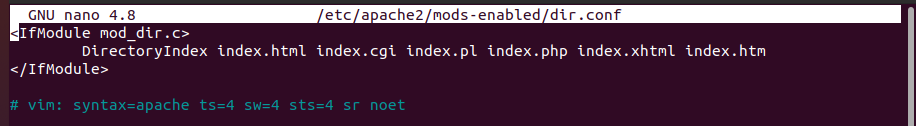 GNU nano 4.8 /etc/apache2/mods-enabled/dir.conf
<IfModule mod_dir.c>
DirectoryIndex index.html index.cgi index.pl index.php index.xhtml index.htm
</IfModule>
# vim: syntax=apache ts=4 sw=4 sts=4 sr noet